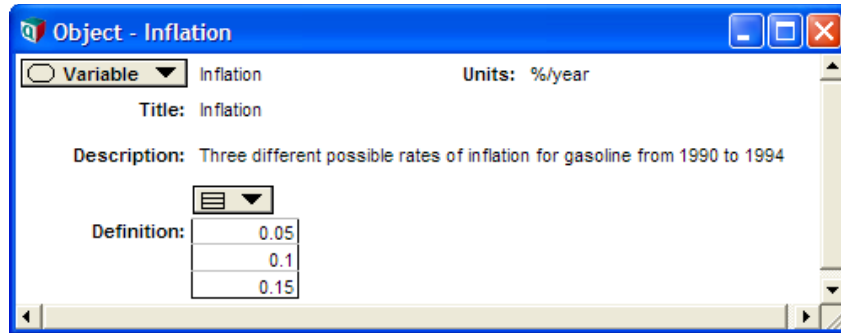 Object - Inflation
Variable Inflation Units: %/year
Title: Inflation
Description: Three different possible rates of inflation for gasoline from 1990 to 1994
Definition: 0.05
0.1
0.15